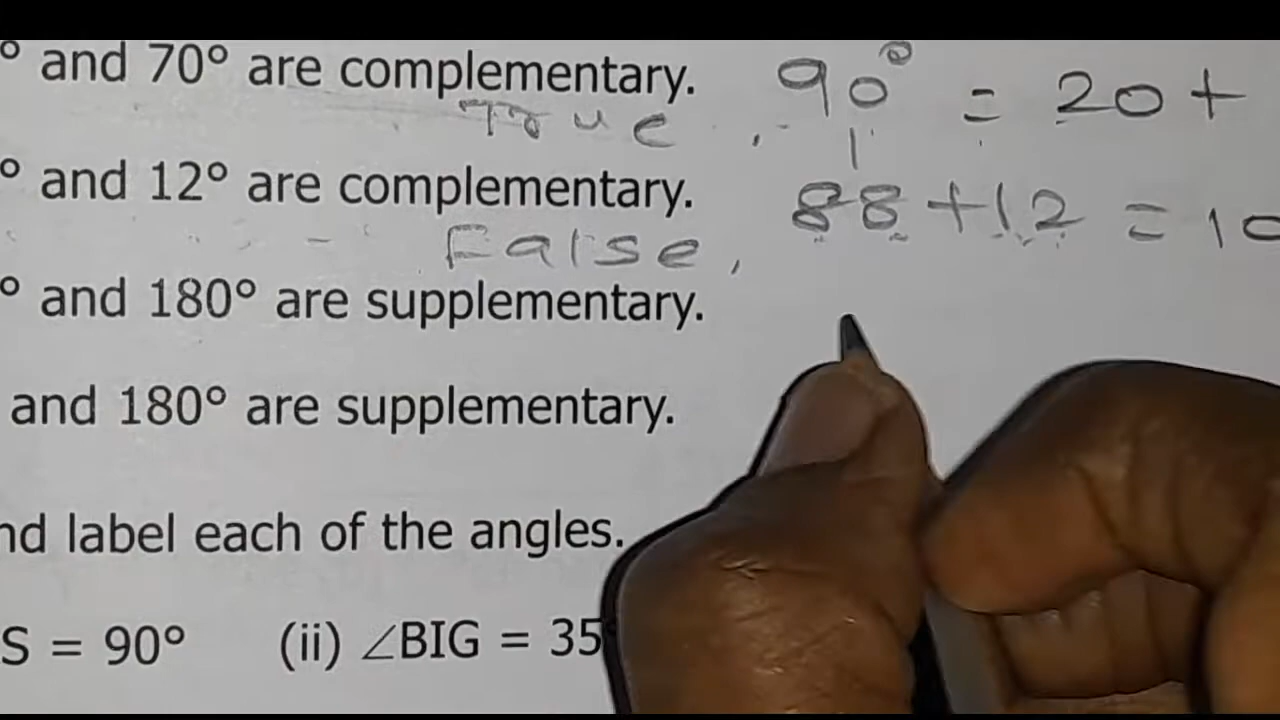 ° and 70° are complementary. 90° = 20 +
True,
° and 12° are complementary. 88 + 12 = 10
False,
° and 180° are supplementary.
and 180° are supplementary.
nd label each of the angles.
S = 90° (ii) ∠BIG = 35